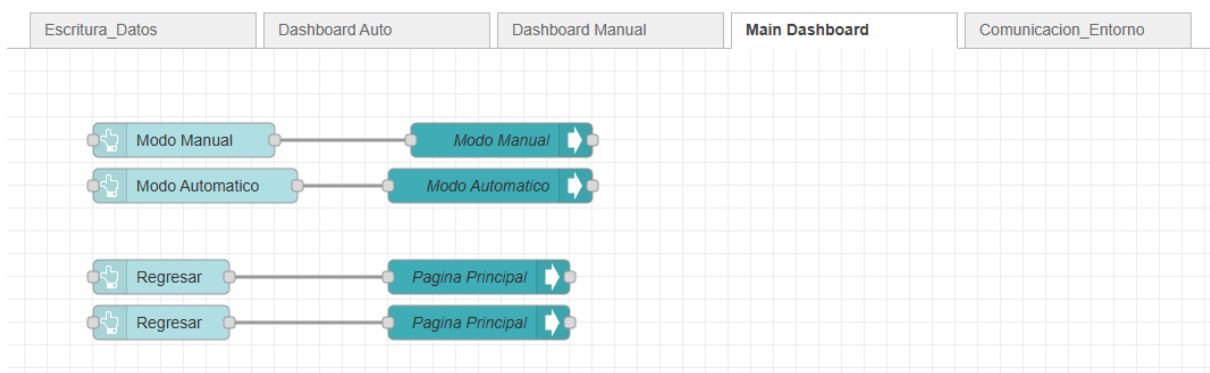 Escritura_Datos
Dashboard Auto
Dashboard Manual
Main Dashboard
Comunicacion_Entorno
Modo Manual
Modo Manual
Modo Automatico
Modo Automatico
Regresar
Pagina Principal
Regresar
Pagina Principal